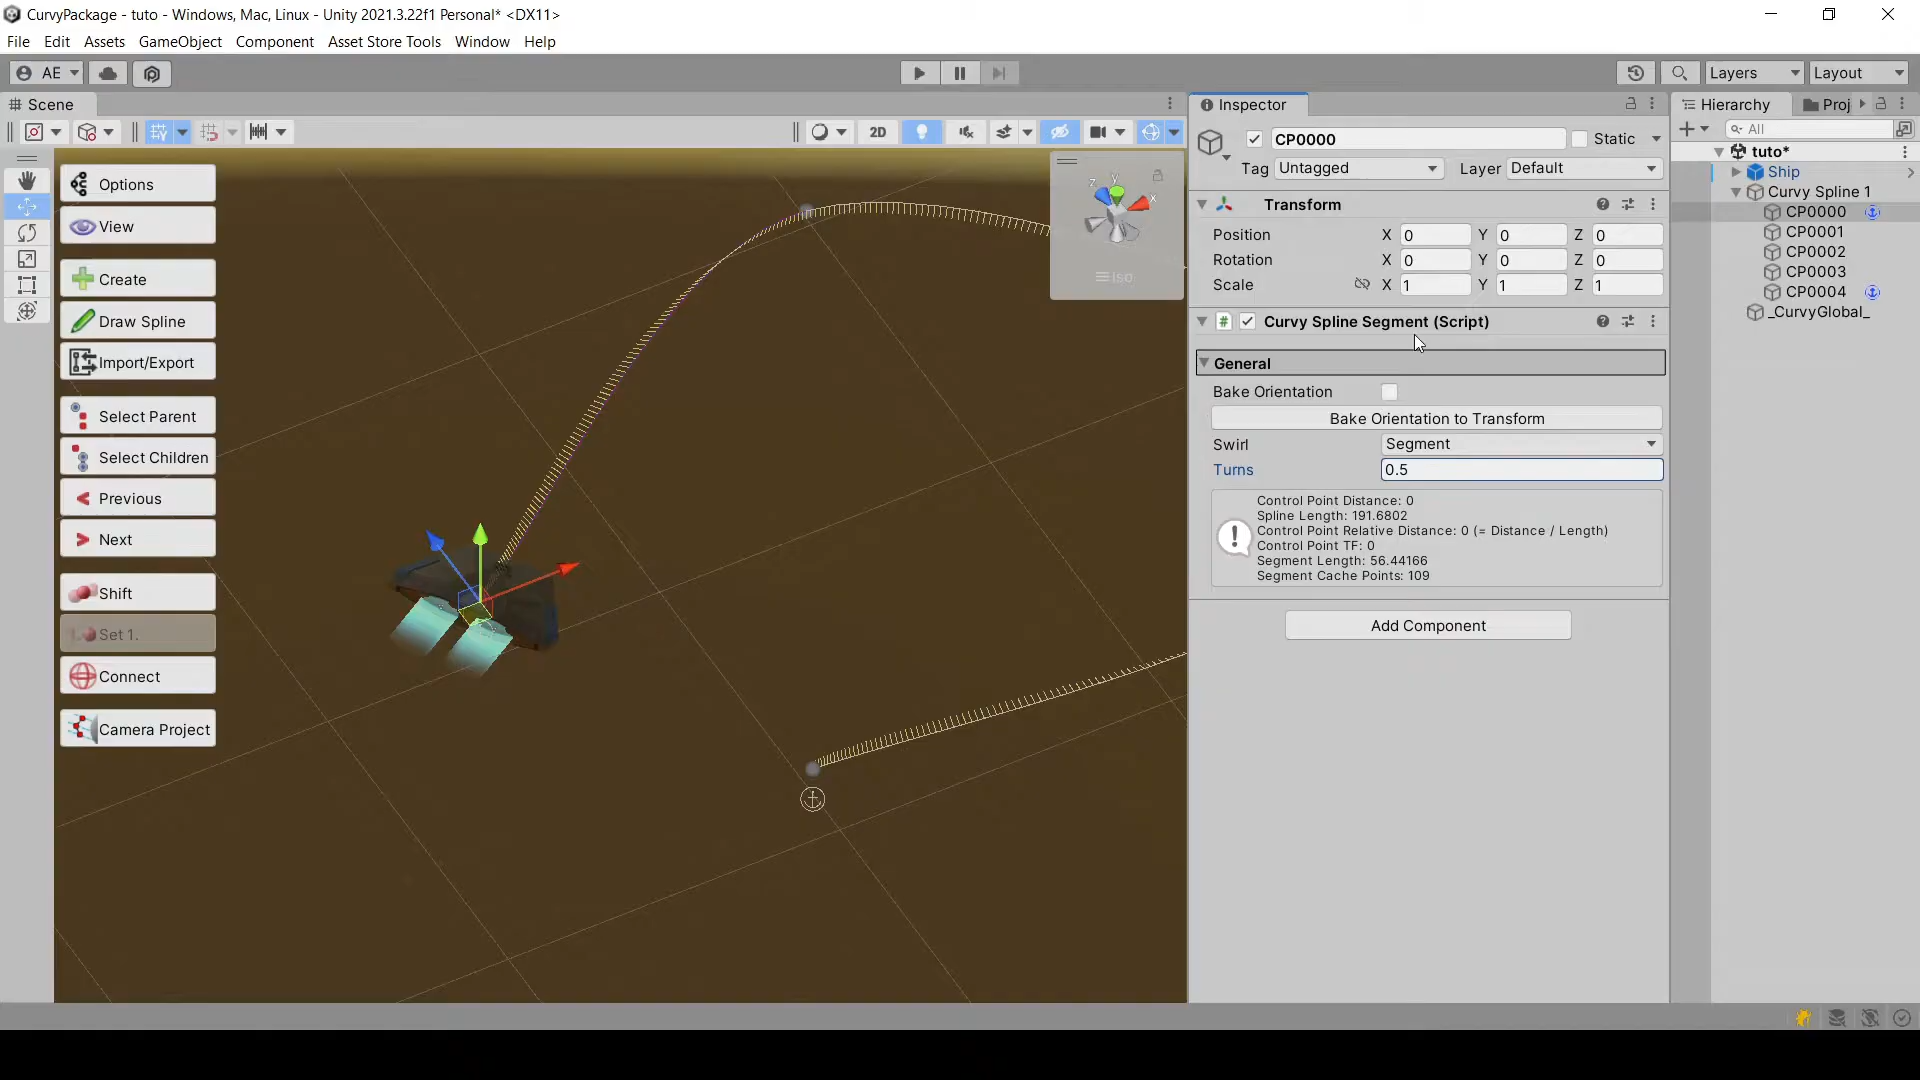 CurvyPackage - tuto - Windows, Mac, Linux - Unity 2021.3.22f1 Personal* <DX11>
File Edit Assets GameObject Component Asset Store Tools Window Help
AE Layers Layout
Scene Inspector Hierarchy Proj
2D
CP0000 Static
All
Tag Untagged Layer Default
tuto*
Ship
Curvy Spline 1
CP0000
CP0001
CP0002
CP0003
CP0004
_CurvyGlobal_
Options
View
Create
Draw Spline
Import/Export
Select Parent
Select Children
Previous
Next
Shift
Set 1.
Connect
Camera Project
y
z
x
Iso
Transform
Position X 0 Y 0 Z 0
Rotation X 0 Y 0 Z 0
Scale X 1 Y 1 Z 1
# Curvy Spline Segment (Script)
General
Bake Orientation
Bake Orientation to Transform
Swirl Segment
Turns 0.5
Control Point Distance: 0
Spline Length: 191.6802
Control Point Relative Distance: 0 (= Distance / Length)
Control Point TF: 0
Segment Length: 56.44166
Segment Cache Points: 109
Add Component